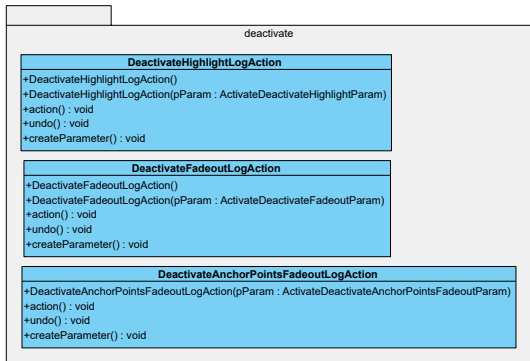 deactivate
DeactivateHighlightLogAction
+DeactivateHighlightLogAction()
+DeactivateHighlightLogAction(pParam : ActivateDeactivateHighlightParam)
+action() : void
+undo() : void
+createParameter() : void
DeactivateFadeoutLogAction
+DeactivateFadeoutLogAction()
+DeactivateFadeoutLogAction(pParam : ActivateDeactivateFadeoutParam)
+action() : void
+undo() : void
+createParameter() : void
DeactivateAnchorPointsFadeoutLogAction
+DeactivateAnchorPointsFadeoutLogAction(pParam : ActivateDeactivateAnchorPointsFadeoutParam)
+action() : void
+undo() : void
+createParameter() : void